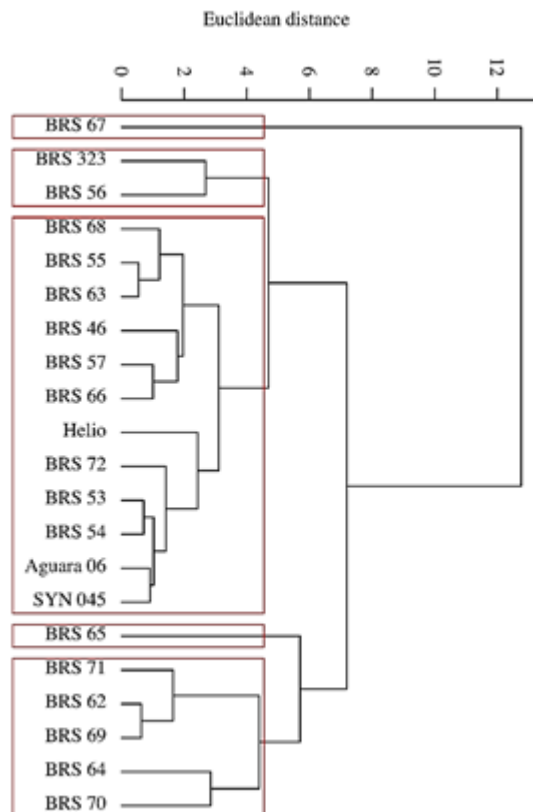 Euclidean distance
0 2 4 6 8 10 12
BRS 67
BRS 323
BRS 56
BRS 68
BRS 55
BRS 63
BRS 46
BRS 57
BRS 66
Helio
BRS 72
BRS 53
BRS 54
Aguara 06
SYN 045
BRS 65
BRS 71
BRS 62
BRS 69
BRS 64
BRS 70